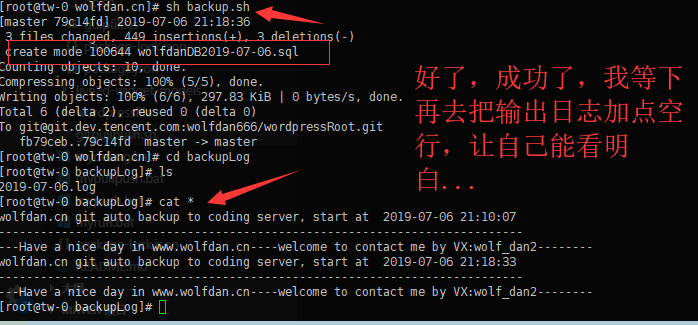 [root@tw-0 wolfdan.cn]# sh backup.sh
[master 79c14fd] 2019-07-06 21:18:36
3 files changed, 449 insertions(+), 3 deletions(-)
create mode 100644 wolfdanDB2019-07-06.sql
Counting objects: 10, done.
Compressing objects: 100% (5/5), done.
Writing objects: 100% (6/6), 297.83 KiB | 0 bytes/s, done.
Total 6 (delta 2), reused 0 (delta 0)
To git@git.dev.tencent.com:wolfdan666/wordpressRoot.git
fb79ceb..79c14fd master -> master
[root@tw-0 wolfdan.cn]# cd backupLog
[root@tw-0 backupLog]# ls
2019-07-06.log
[root@tw-0 backupLog]# cat *
wolfdan.cn git auto backup to coding server, start at 2019-07-06 21:10:07
--------------------------------------------------------------------------
---Have a nice day in www.wolfdan.cn----welcome to contact me by VX:wolf_dan2--------
wolfdan.cn git auto backup to coding server, start at 2019-07-06 21:18:33
--------------------------------------------------------------------------
---Have a nice day in www.wolfdan.cn----welcome to contact me by VX:wolf_dan2--------
[root@tw-0 backupLog]#
好了，成功了，我等下
再去把输出日志加点空
行，让自己能看明
白...